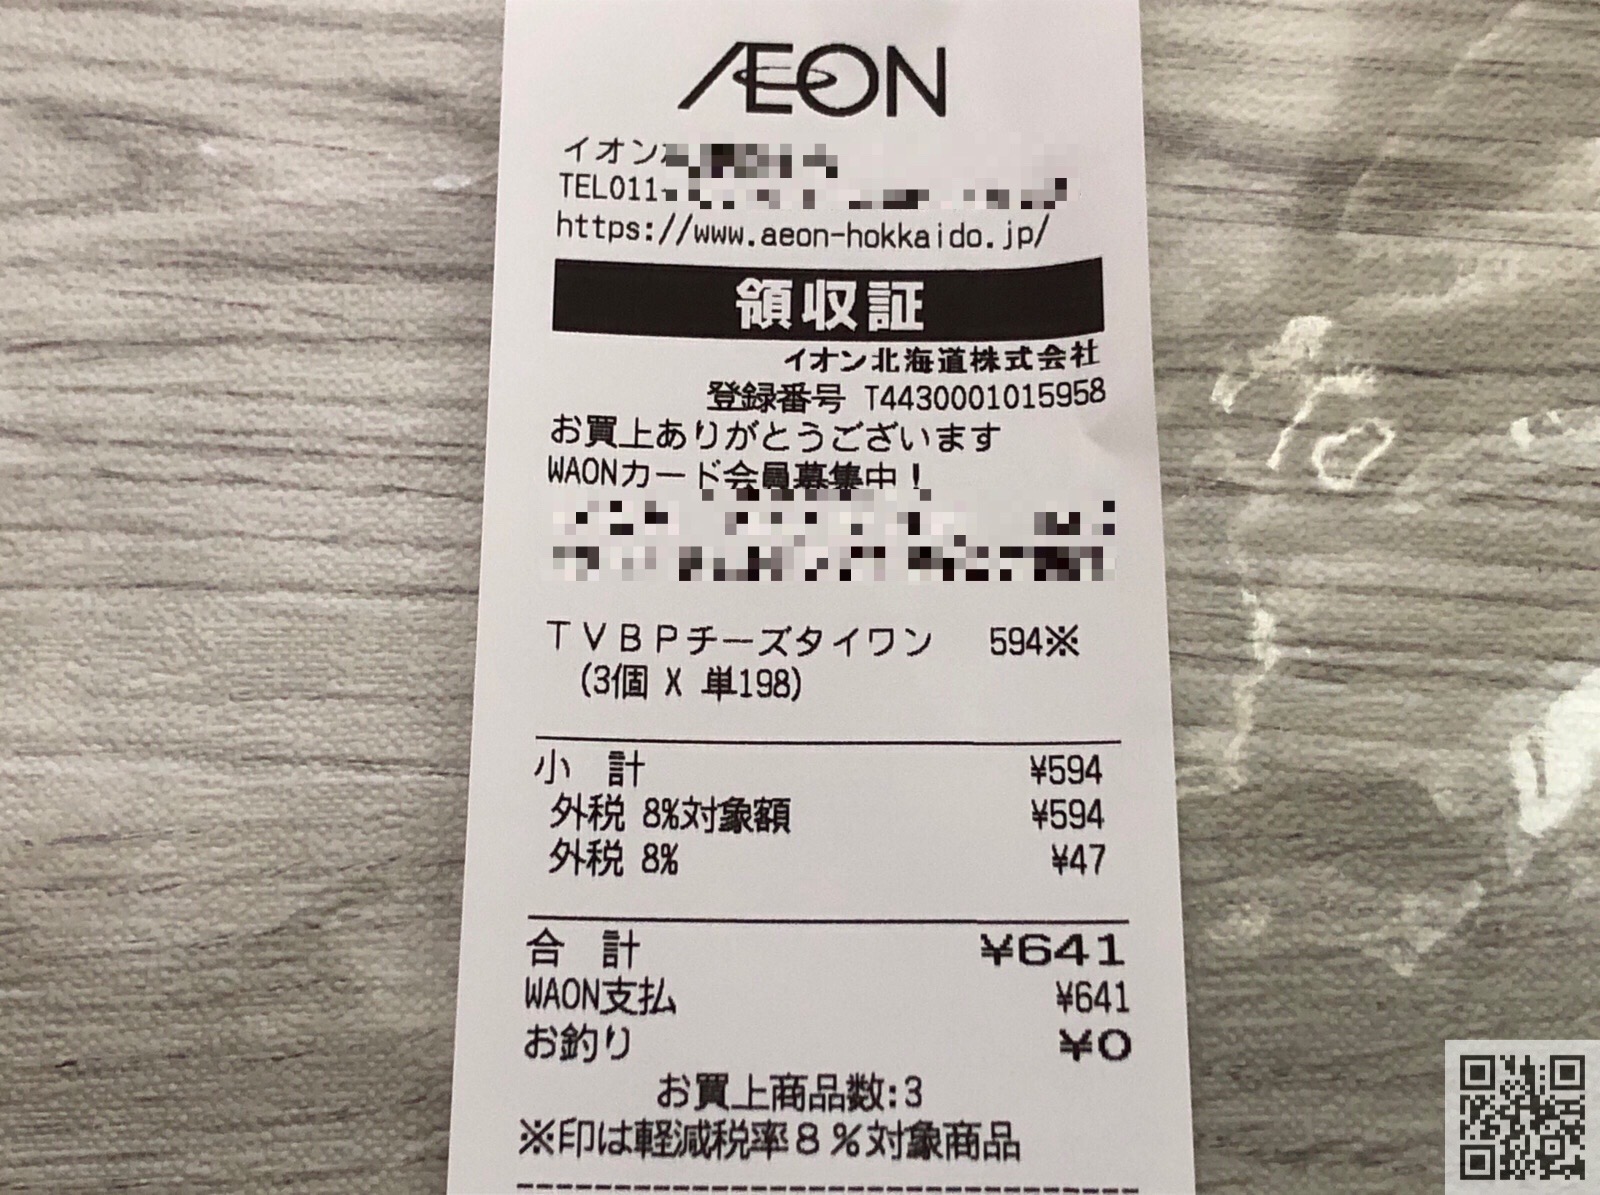 ÆON
イオン
TEL011-
https://www.aeon-hokkaido.jp/
領収証
イオン北海道株式会社
登録番号 T4430001015958
お買上ありがとうございます
WAONカード会員募集中！
TVBPチーズタイワン 594※
(3個 X 単198)
小 計 ¥594
外税 8%対象額 ¥594
外税 8% ¥47
合 計 ¥641
WAON支払 ¥641
お釣り ¥0
お買上商品数:3
※印は軽減税率8%対象商品